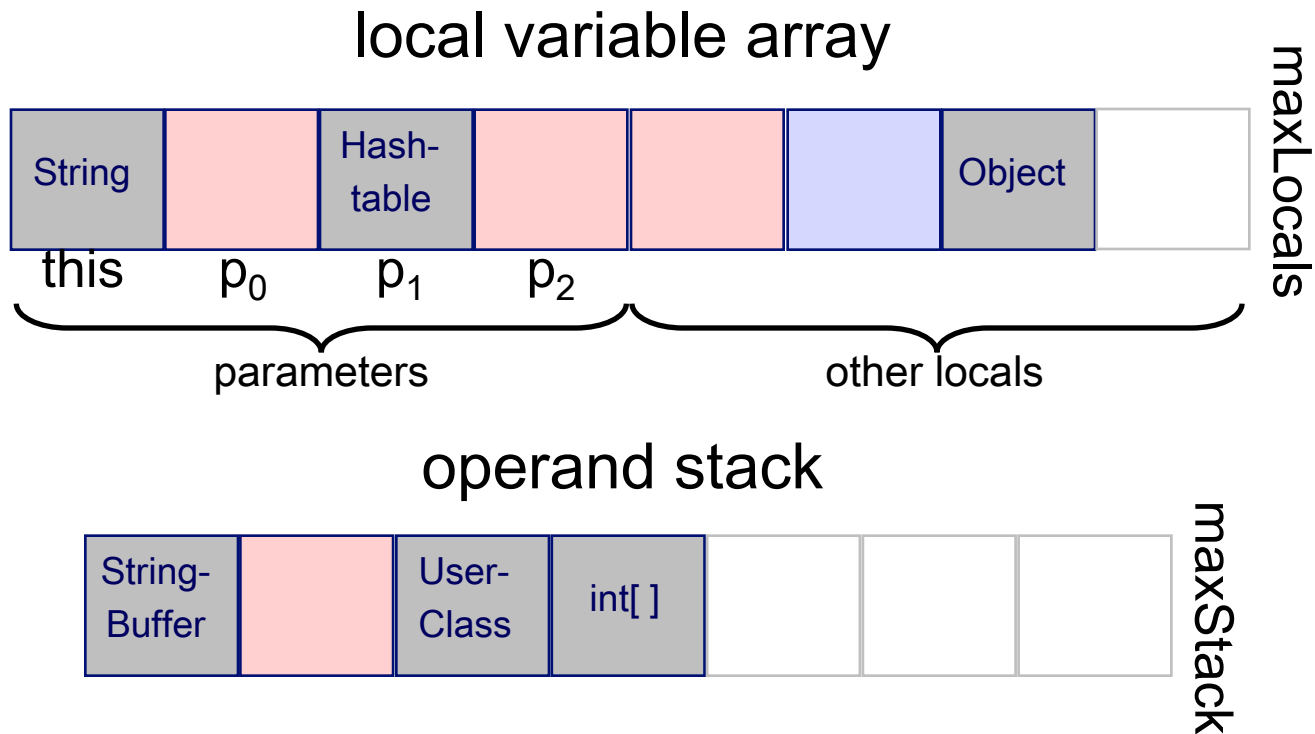 local variable array
maxLocals
String
Hash-
table
Object
this
p₀
p₁
p₂
parameters
other locals
operand stack
maxStack
String-
Buffer
User-
Class
int[ ]